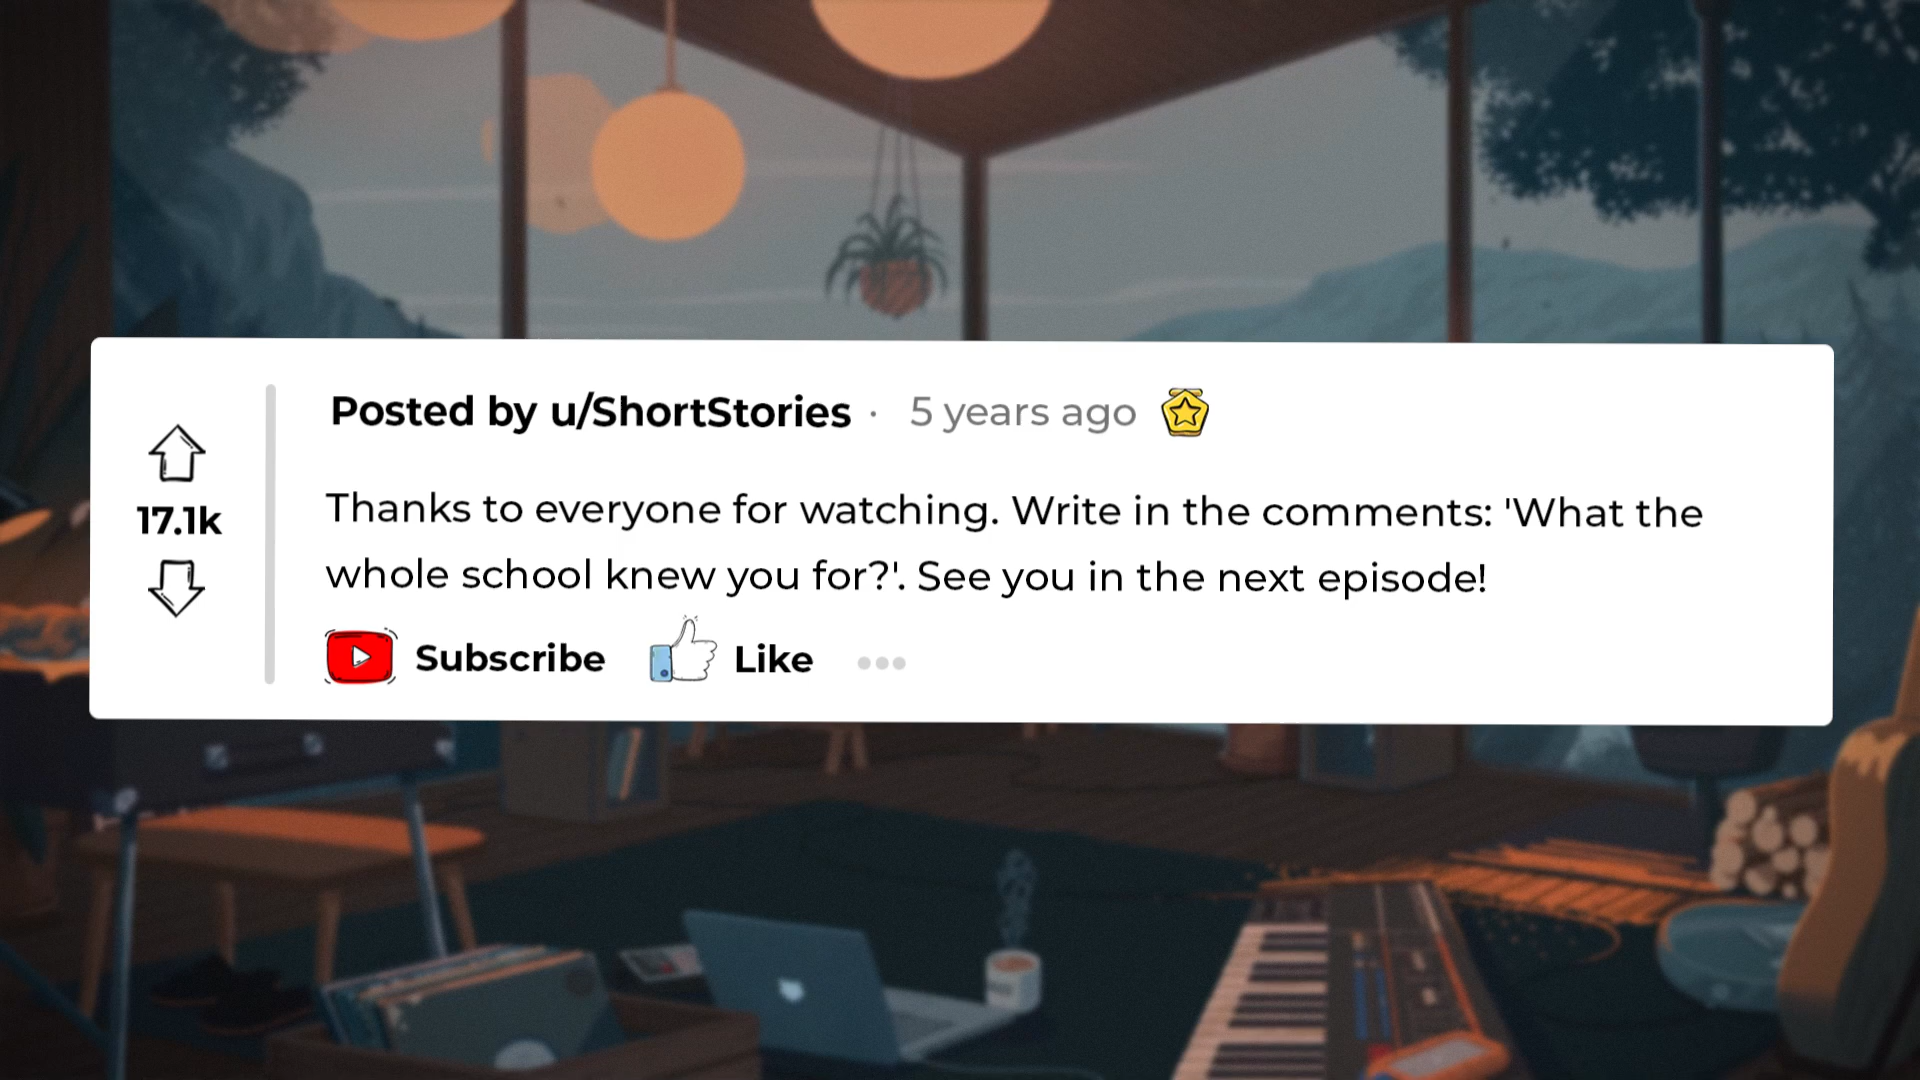 Posted by u/ShortStories · 5 years ago
17.1k
Thanks to everyone for watching. Write in the comments: 'What the
whole school knew you for?'. See you in the next episode!
Subscribe Like